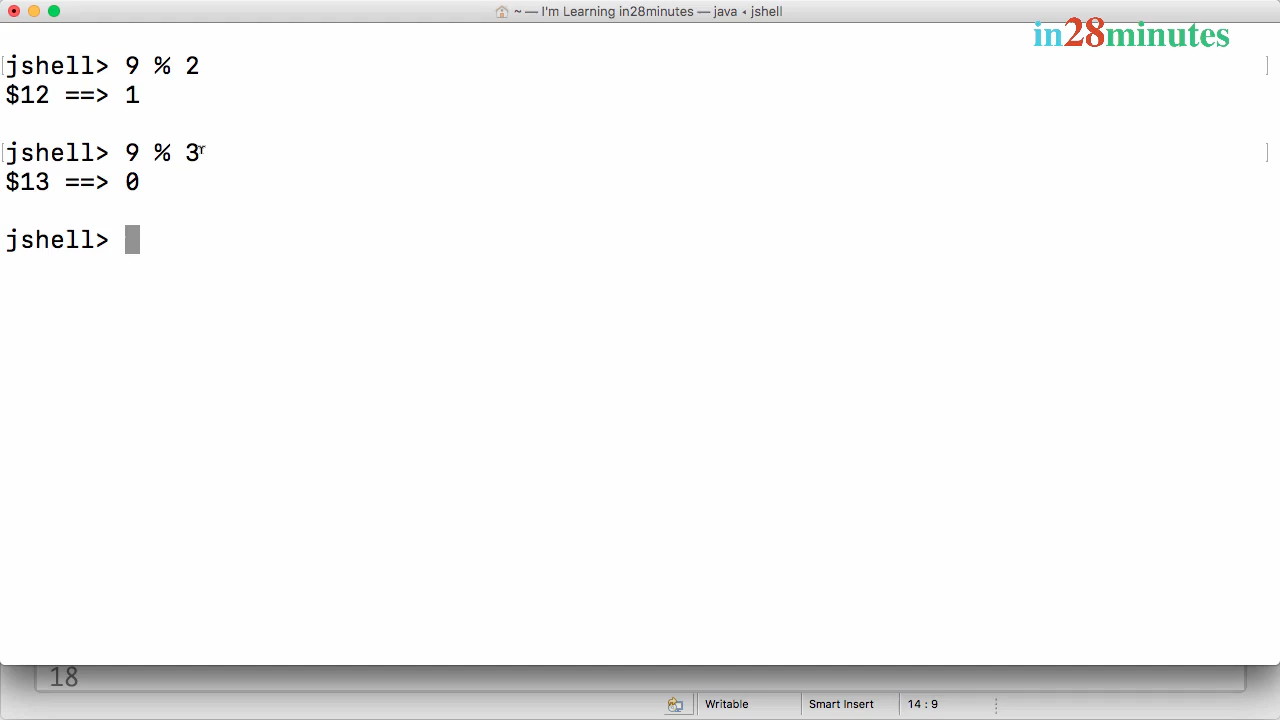 ~ — I'm Learning in28minutes — java ◂ jshell
in28minutes
jshell> 9 % 2
$12 ==> 1
jshell> 9 % 3
$13 ==> 0
jshell>
18
Writable
Smart Insert
14 : 9